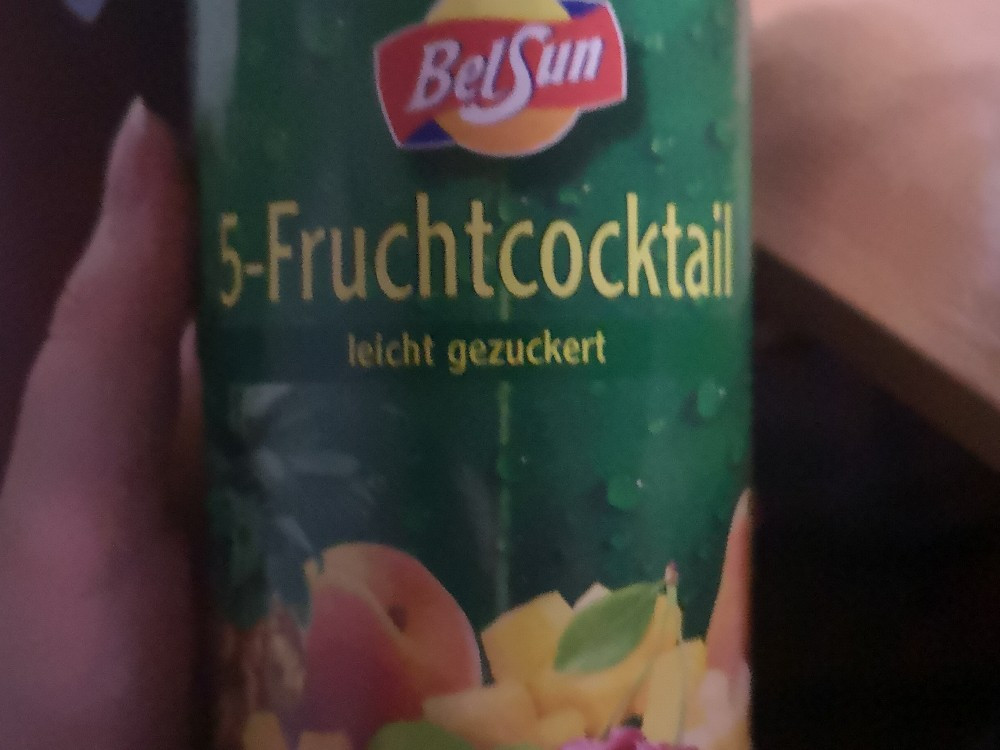 BelSun
5-Fruchtcocktail
leicht gezuckert